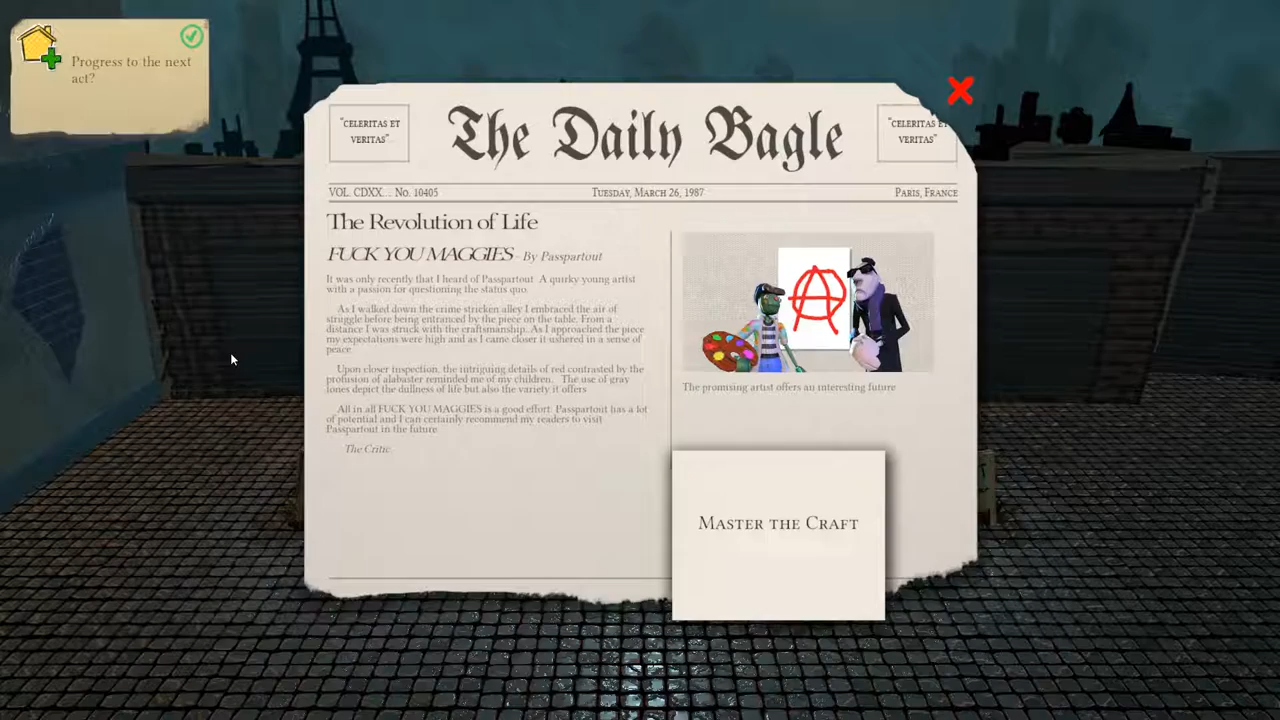 Progress to the next
act?
"CELERITAS ET
VERITAS"
The Daily Bagle
"CELERITAS ET
VERITAS"
VOL. CDXX... No. 10405
TUESDAY, MARCH 26, 1987
PARIS, FRANCE
The Revolution of Life
FUCK YOU MAGGIES - By Passpartout
It was only recently that I heard of Passpartout. A quirky young artist
with a passion for questioning the status quo.
As I walked down the crime stricken alley I embraced the air of
struggle before being entranced by the piece on the table. From a
distance I was struck with the craftsmanship. As I approached the piece
my expectations were high and as I came closer it ushered in a sense of
peace.
Upon closer inspection, the intriguing details of red contrasted by the
profusion of alabaster reminded me of my children. The use of gray
tones depict the dullness of life but also the variety it offers.
All in all FUCK YOU MAGGIES is a good effort. Passpartout has a lot
of potential and I can certainly recommend my readers to visit
Passpartout in the future.
The Critic.
The promising artist offers an interesting future
MASTER THE CRAFT